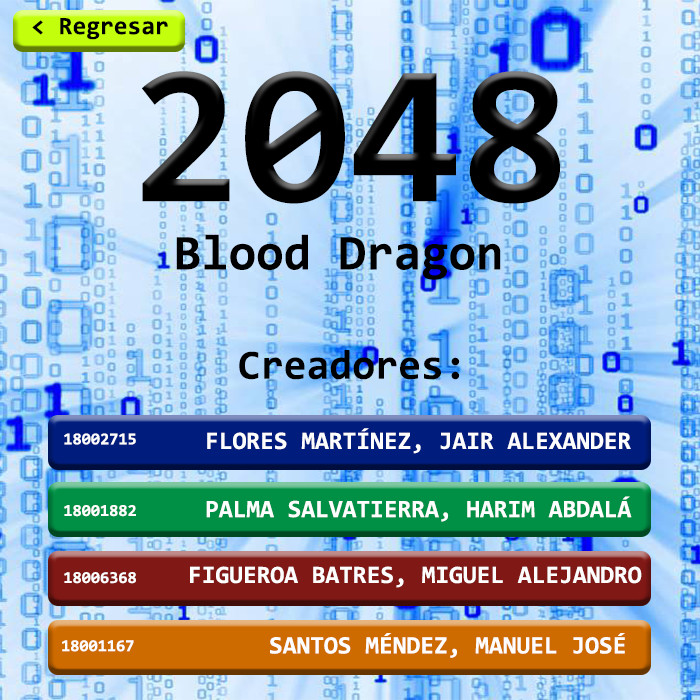 < Regresar
2048
Blood Dragon
Creadores:
18002715 FLORES MARTÍNEZ, JAIR ALEXANDER
18001882 PALMA SALVATIERRA, HARIM ABDALÁ
18006368 FIGUEROA BATRES, MIGUEL ALEJANDRO
18001167 SANTOS MÉNDEZ, MANUEL JOSÉ